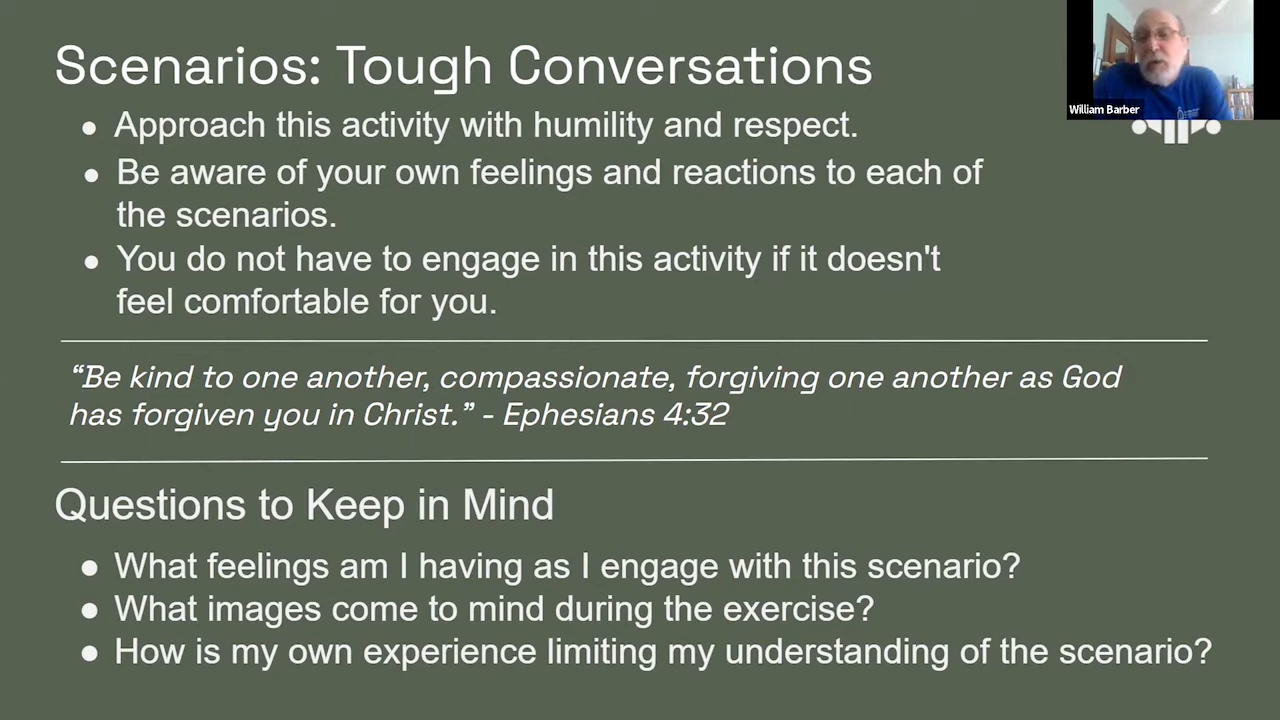 Scenarios: Tough Conversations
William Barber
● Approach this activity with humility and respect.
● Be aware of your own feelings and reactions to each of
the scenarios.
● You do not have to engage in this activity if it doesn't
feel comfortable for you.
“Be kind to one another, compassionate, forgiving one another as God
has forgiven you in Christ.” - Ephesians 4:32
Questions to Keep in Mind
● What feelings am I having as I engage with this scenario?
● What images come to mind during the exercise?
● How is my own experience limiting my understanding of the scenario?